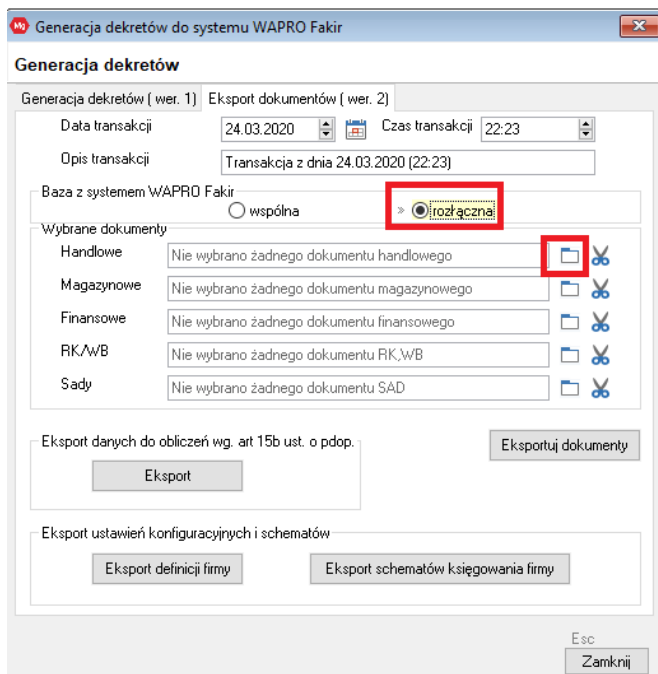 Mg Generacja dekretów do systemu WAPRO Fakir
Generacja dekretów
Generacja dekretów ( wer. 1) Eksport dokumentów ( wer. 2)
Data transakcji 24.03.2020 Czas transakcji 22:23
Opis transakcji Transakcja z dnia 24.03.2020 (22:23)
Baza z systemem WAPRO Fakir
wspólna » rozłączna
Wybrane dokumenty
Handlowe Nie wybrano żadnego dokumentu handlowego
Magazynowe Nie wybrano żadnego dokumentu magazynowego
Finansowe Nie wybrano żadnego dokumentu finansowego
RK/WB Nie wybrano żadnego dokumentu RK,WB
Sady Nie wybrano żadnego dokumentu SAD
Eksport danych do obliczeń wg. art 15b ust. o pdop.
Eksport
Eksportuj dokumenty
Eksport ustawień konfiguracyjnych i schematów
Eksport definicji firmy Eksport schematów księgowania firmy
Esc
Zamknij